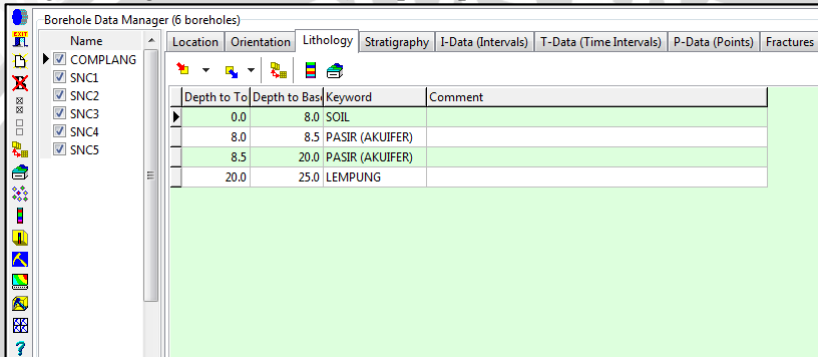 Borehole Data Manager (6 boreholes)
EXIT
Name
COMPLANG
SNC1
SNC2
SNC3
SNC4
SNC5
Location Orientation Lithology Stratigraphy I-Data (Intervals) T-Data (Time Intervals) P-Data (Points) Fractures
Depth to To Depth to Bas Keyword Comment
0.0 8.0 SOIL
8.0 8.5 PASIR (AKUIFER)
8.5 20.0 PASIR (AKUIFER)
20.0 25.0 LEMPUNG
?